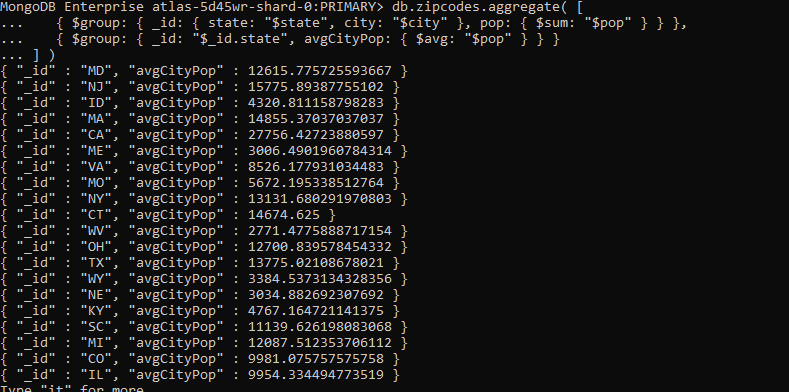 MongoDB Enterprise atlas-5d45wr-shard-0:PRIMARY> db.zipcodes.aggregate( [
...    { $group: { _id: { state: "$state", city: "$city" }, pop: { $sum: "$pop" } } },
...    { $group: { _id: "$_id.state", avgCityPop: { $avg: "$pop" } } }
... ] )
{ "_id" : "MD", "avgCityPop" : 12615.775725593667 }
{ "_id" : "NJ", "avgCityPop" : 15775.89387755102 }
{ "_id" : "ID", "avgCityPop" : 4320.811158798283 }
{ "_id" : "MA", "avgCityPop" : 14855.37037037037 }
{ "_id" : "CA", "avgCityPop" : 27756.42723880597 }
{ "_id" : "ME", "avgCityPop" : 3006.4901960784314 }
{ "_id" : "VA", "avgCityPop" : 8526.177931034483 }
{ "_id" : "MO", "avgCityPop" : 5672.195338512764 }
{ "_id" : "NY", "avgCityPop" : 13131.680291970803 }
{ "_id" : "CT", "avgCityPop" : 14674.625 }
{ "_id" : "WV", "avgCityPop" : 2771.4775888717154 }
{ "_id" : "OH", "avgCityPop" : 12700.839578454332 }
{ "_id" : "TX", "avgCityPop" : 13775.02108678021 }
{ "_id" : "WY", "avgCityPop" : 3384.5373134328356 }
{ "_id" : "NE", "avgCityPop" : 3034.882692307692 }
{ "_id" : "KY", "avgCityPop" : 4767.164721141375 }
{ "_id" : "SC", "avgCityPop" : 11139.626198083068 }
{ "_id" : "MI", "avgCityPop" : 12087.512353706112 }
{ "_id" : "CO", "avgCityPop" : 9981.075757575758 }
{ "_id" : "IL", "avgCityPop" : 9954.334494773519 }
Type "it" for more